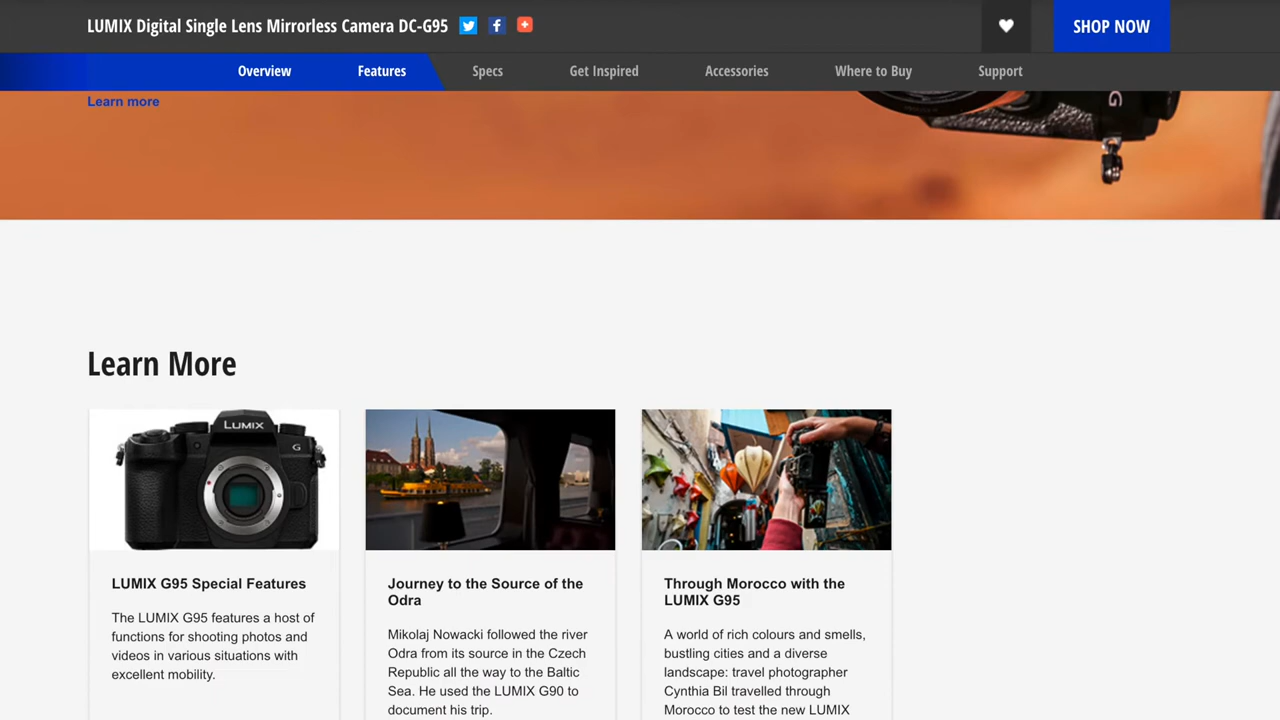 LUMIX Digital Single Lens Mirrorless Camera DC-G95
SHOP NOW
Overview
Features
Specs
Get Inspired
Accessories
Where to Buy
Support
Learn more
G
Learn More
LUMIX
G
LUMIX G95 Special Features
The LUMIX G95 features a host of
functions for shooting photos and
videos in various situations with
excellent mobility.
Journey to the Source of the
Odra
Mikolaj Nowacki followed the river
Odra from its source in the Czech
Republic all the way to the Baltic
Sea. He used the LUMIX G90 to
document his trip.
Through Morocco with the
LUMIX G95
A world of rich colours and smells,
bustling cities and a diverse
landscape: travel photographer
Cynthia Bil travelled through
Morocco to test the new LUMIX